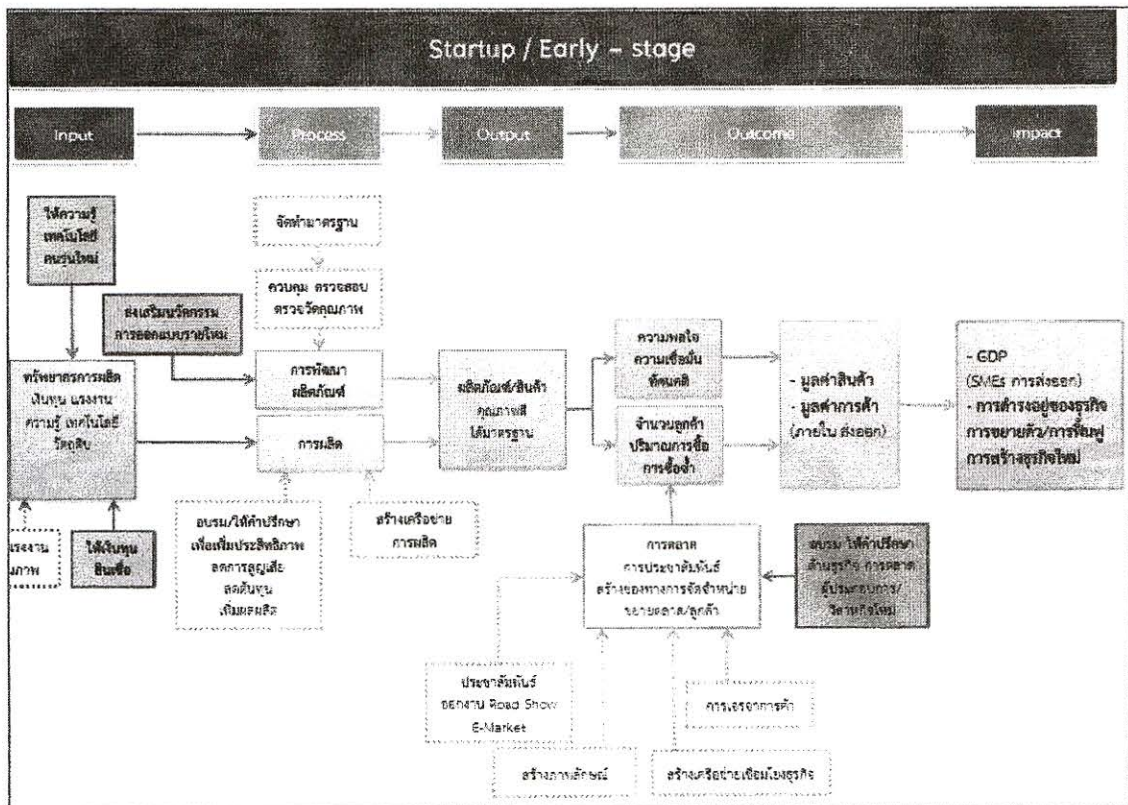 Startup / Early – stage
Input
Process
Output
Outcome
Impact
ให้ความรู้
เทคโนโลยี
คนรุ่นใหม่
จัดทำมาตรฐาน
ควบคุม ตรวจสอบ
ตรวจวัดคุณภาพ
ส่งเสริมนวัตกรรม
การออกแบบรายใหม่
ทรัพยากรการผลิต
เงินทุน แรงงาน
ความรู้ เทคโนโลยี
วัตถุดิบ
การพัฒนา
ผลิตภัณฑ์
การผลิต
ผลิตภัณฑ์/สินค้า
คุณภาพดี
ได้มาตรฐาน
ความพอใจ
ความเชื่อมั่น
ทัศนคติ
จำนวนลูกค้า
ปริมาณการซื้อ
การซื้อซ้ำ
- มูลค่าสินค้า
- มูลค่าการค้า
(ภายใน ส่งออก)
- GDP
(SMEs การส่งออก)
- การดำรงอยู่ของธุรกิจ
การขยายตัว/การฟื้นฟู
การสร้างธุรกิจใหม่
แรงงาน
ภาพ
ให้เงินทุน
สินเชื่อ
อบรม/ให้คำปรึกษา
เพื่อเพิ่มประสิทธิภาพ
ลดการสูญเสีย
ลดต้นทุน
เพิ่มผลผลิต
สร้างเครือข่าย
การผลิต
การตลาด
การประชาสัมพันธ์
สร้างช่องทางการจัดจำหน่าย
ขยายตลาด/ลูกค้า
อบรม ให้คำปรึกษา
ด้านธุรกิจ การตลาด
ผู้ประกอบการ/
วิสาหกิจใหม่
ประชาสัมพันธ์
ออกงาน Road Show
E-Market
การเจรจาการค้า
สร้างภาพลักษณ์
สร้างเครือข่ายเชื่อมโยงธุรกิจ